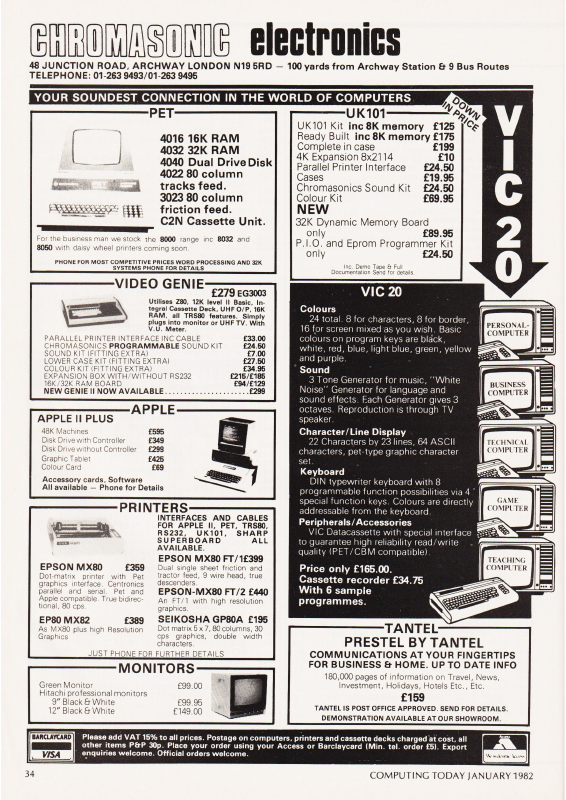 CHROMASONIC electronics
48 JUNCTION ROAD, ARCHWAY LONDON N19 5RD — 100 yards from Archway Station & 9 Bus Routes
TELEPHONE: 01-263 9493/01-263 9495
YOUR SOUNDEST CONNECTION IN THE WORLD OF COMPUTERS
PET
4016 16K RAM
4032 32K RAM
4040 Dual Drive Disk
4022 80 column
tracks feed.
3023 80 column
friction feed.
C2N Cassette Unit.
For the business man we stock the 8000 range inc 8032 and
8050 with daisy wheel printers coming soon.
PHONE FOR MOST COMPETITIVE PRICES WORD PROCESSING AND 32K
SYSTEMS PHONE FOR DETAILS
VIDEO GENIE
£279 EG3003
Utilises Z80, 12K level II Basic, In-
tegral Cassette Deck, UHF O/P, 16K
RAM, all TRS80 features. Simply
plugs into monitor or UHF TV. With
V.U. Meter.
PARALLEL PRINTER INTERFACE INC CABLE £33.00
CHROMASONICS PROGRAMMABLE SOUND KIT £24.50
SOUND KIT (FITTING EXTRA) £7.00
LOWER CASE KIT (FITTING EXTRA) £27.50
COLOUR KIT (FITTING EXTRA) £34.95
EXPANSION BOX WITH/WITHOUT RS232 £215/£185
16K/32K RAM BOARD £94/£129
NEW GENIE II NOW AVAILABLE £299
APPLE
APPLE II PLUS
48K Machines £595
Disk Drive with Controller £349
Disk Drive without Controller £299
Graphic Tablet £425
Colour Card £69
Accessory cards, Software
All available — Phone for Details
PRINTERS
INTERFACES AND CABLES
FOR APPLE II, PET, TRS80,
RS232, UK101, SHARP
SUPERBOARD ALL
AVAILABLE.
EPSON MX80 £359
Dot-matrix printer with Pet
graphics interface. Centronics
parallel and serial. Pet and
Apple compatible. True bidirec-
tional, 80 cps.
EP80 MX82 £389
As MX80 plus high Resolution
Graphics
EPSON MX80 FT/1£399
Dual single sheet friction and
tractor feed, 9 wire head, true
descenders.
EPSON-MX80 FT/2 £440
An FT/1 with high resolution
graphics.
SEIKOSHA GP80A £195
Dot matrix 5 x 7, 80 columns, 30
cps graphics, double width
characters.
JUST PHONE FOR FURTHER DETAILS
MONITORS
Green Monitor £99.00
Hitachi professional monitors
9" Black & White £99.95
12" Black & White £149.00
UK101
UK101 Kit inc 8K memory £125
Ready Built inc 8K memory £175
Complete in case £199
4K Expansion 8x2114 £10
Parallel Printer Interface £24.50
Cases £19.95
Chromasonics Sound Kit £24.50
Colour Kit £69.95
NEW
32K Dynamic Memory Board
only £89.95
P.I.O. and Eprom Programmer Kit
only £24.50
Inc. Demo Tape & Full
Documentation Send for details.
DOWN
IN PRICE
VIC 20
VIC 20
Colours
24 total. 8 for characters, 8 for border,
16 for screen mixed as you wish. Basic
colours on program keys are black,
white, red, blue, light blue, green, yellow
and purple.
Sound
3 Tone Generator for music, "White
Noise" Generator for language and
sound effects. Each Generator gives 3
octaves. Reproduction is through TV
speaker.
Character/Line Display
22 Characters by 23 lines, 64 ASCII
characters, pet-type graphic character
set.
Keyboard
DIN typewriter keyboard with 8
programmable function possibilities via 4
special function keys. Colours are directly
addressable from the keyboard.
Peripherals/Accessories
VIC Datacassette with special interface
to guarantee high reliability read/write
quality (PET/CBM compatible).
Price only £165.00.
Cassette recorder £34.75
With 6 sample
programmes.
PERSONAL-
COMPUTER
BUSINESS
COMPUTER
TECHNICAL
COMPUTER
GAME
COMPUTER
TEACHING
COMPUTER
TANTEL
PRESTEL BY TANTEL
COMMUNICATIONS AT YOUR FINGERTIPS
FOR BUSINESS & HOME. UP TO DATE INFO
180,000 pages of information on Travel, News,
Investment, Holidays, Hotels Etc., Etc.
£159
TANTEL IS POST OFFICE APPROVED. SEND FOR DETAILS.
DEMONSTRATION AVAILABLE AT OUR SHOWROOM.
BARCLAYCARD
VISA
Please add VAT 15% to all prices. Postage on computers, printers and cassette decks charged at cost, all
other items P&P 30p. Place your order using your Access or Barclaycard (Min. tel. order £5). Export
enquiries welcome. Official orders welcome.
34
COMPUTING TODAY JANUARY 1982